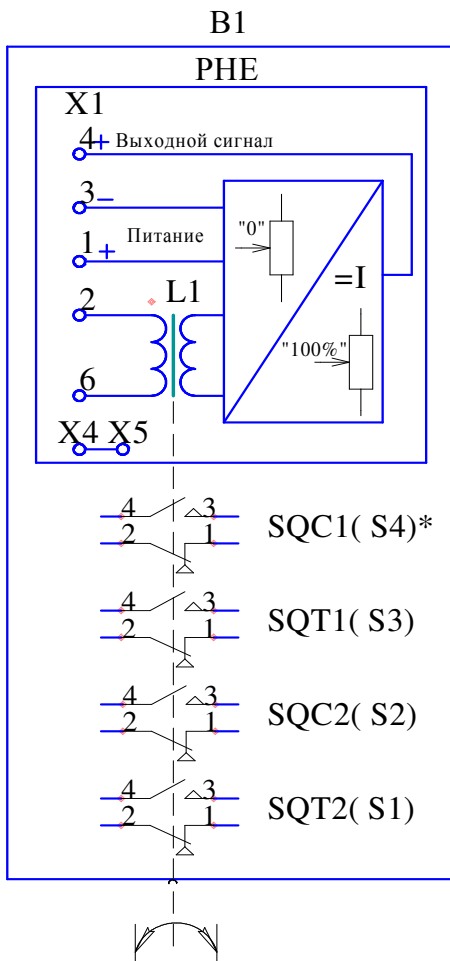 B1
PHE
X1
4+ Выходной сигнал
3 −
"0"
1 + Питание
2 L1 =I
"100%"
6
X4 X5
4 3
2 1 SQC1( S4)*
4 3
2 1 SQT1( S3)
4 3
2 1 SQC2( S2)
4 3
2 1 SQT2( S1)